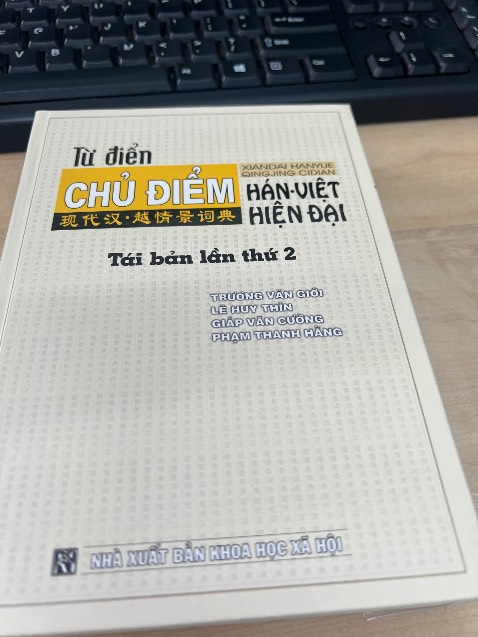 Từ điển
XIANDAI HANYUE
QINGJING CIDIAN
CHỦ ĐIỂM
HÁN-VIỆT
现代汉·越情景词典
HIỆN ĐẠI
Tái bản lần thứ 2
TRƯƠNG VĂN GIỚI
LÊ HUY THÌN
GIÁP VĂN CƯỜNG
PHẠM THANH HẰNG
NHÀ XUẤT BẢN KHOA HỌC XÃ HỘI